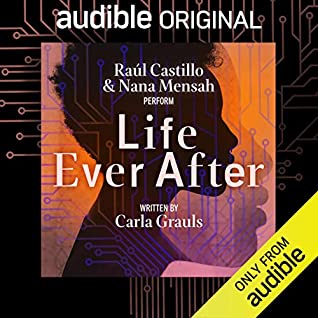 audible ORIGINAL
Raúl Castillo
& Nana Mensah
PERFORM
Life
Ever After
WRITTEN BY
Carla Grauls
ONLY FROM
audible